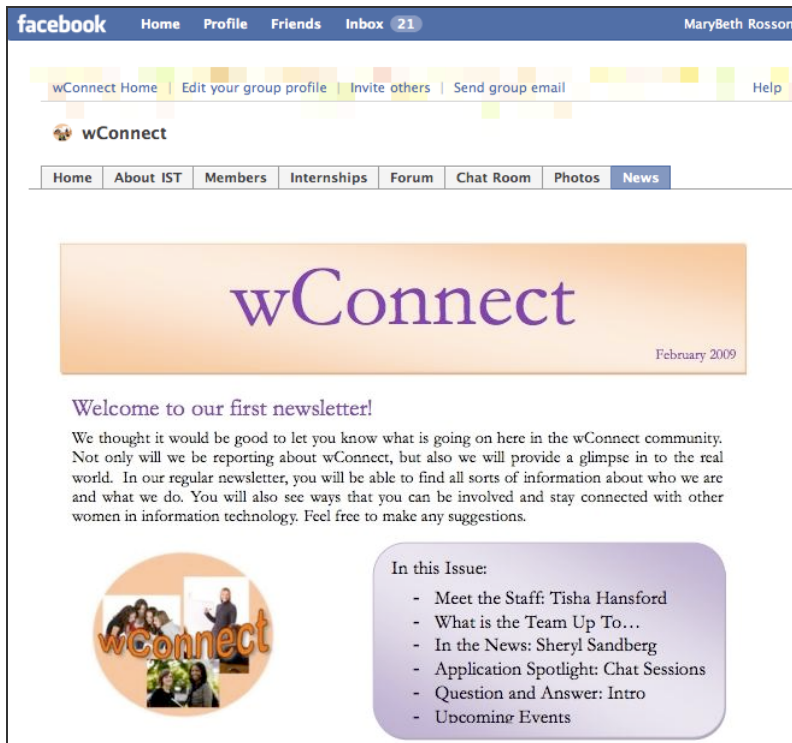 facebook Home Profile Friends Inbox 21 MaryBeth Rosson
wConnect Home | Edit your group profile | Invite others | Send group email Help
wConnect
Home About IST Members Internships Forum Chat Room Photos News
wConnect
February 2009
Welcome to our first newsletter!
We thought it would be good to let you know what is going on here in the wConnect community.
Not only will we be reporting about wConnect, but also we will provide a glimpse in to the real
world. In our regular newsletter, you will be able to find all sorts of information about who we are
and what we do. You will also see ways that you can be involved and stay connected with other
women in information technology. Feel free to make any suggestions.
wConnect
In this Issue:
- Meet the Staff: Tisha Hansford
- What is the Team Up To…
- In the News: Sheryl Sandberg
- Application Spotlight: Chat Sessions
- Question and Answer: Intro
- Upcoming Events